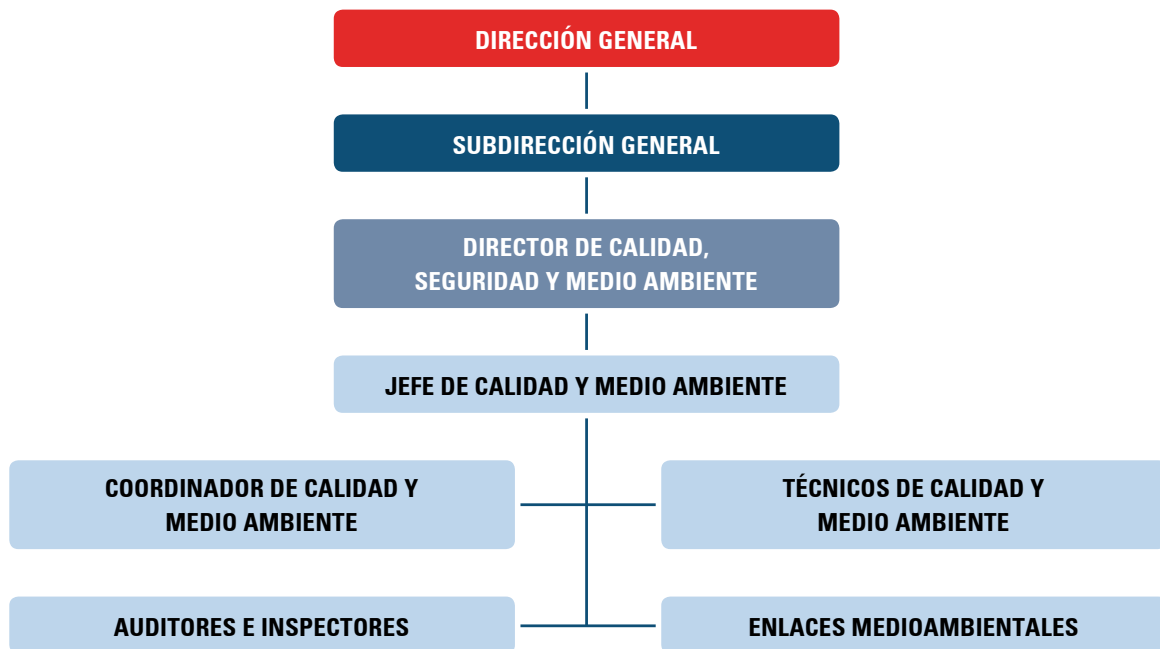 DIRECCIÓN GENERAL
SUBDIRECCIÓN GENERAL
DIRECTOR DE CALIDAD,
SEGURIDAD Y MEDIO AMBIENTE
JEFE DE CALIDAD Y MEDIO AMBIENTE
COORDINADOR DE CALIDAD Y
MEDIO AMBIENTE
TÉCNICOS DE CALIDAD Y
MEDIO AMBIENTE
AUDITORES E INSPECTORES
ENLACES MEDIOAMBIENTALES